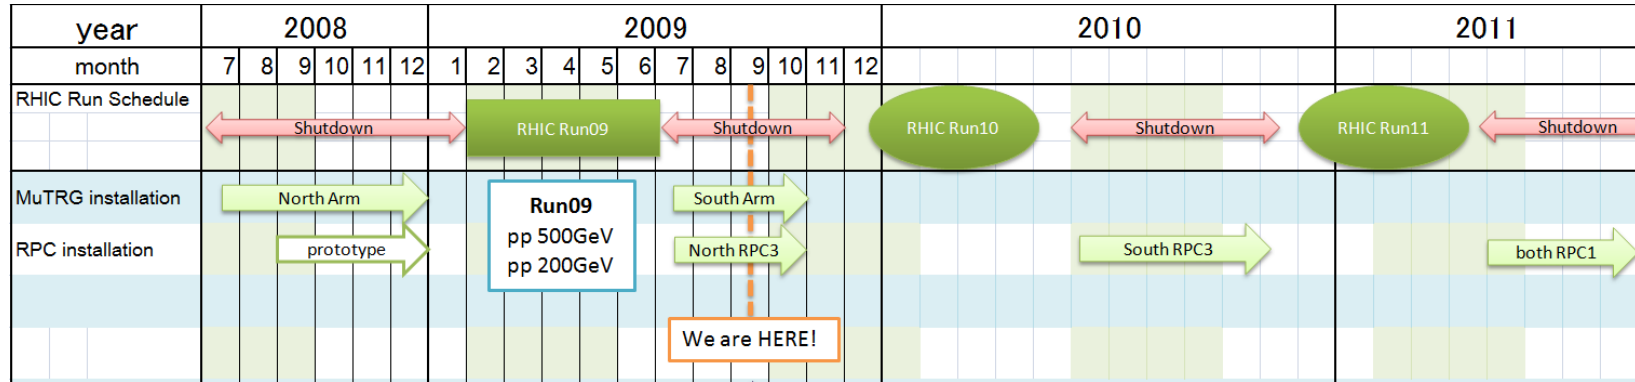 year 2008 2009 2010 2011
month 7 8 9 10 11 12 1 2 3 4 5 6 7 8 9 10 11 12
RHIC Run Schedule
Shutdown RHIC Run09 Shutdown RHIC Run10 Shutdown RHIC Run11 Shutdown
MuTRG installation North Arm South Arm
Run09
pp 500GeV
pp 200GeV
RPC installation prototype North RPC3 South RPC3 both RPC1
We are HERE!